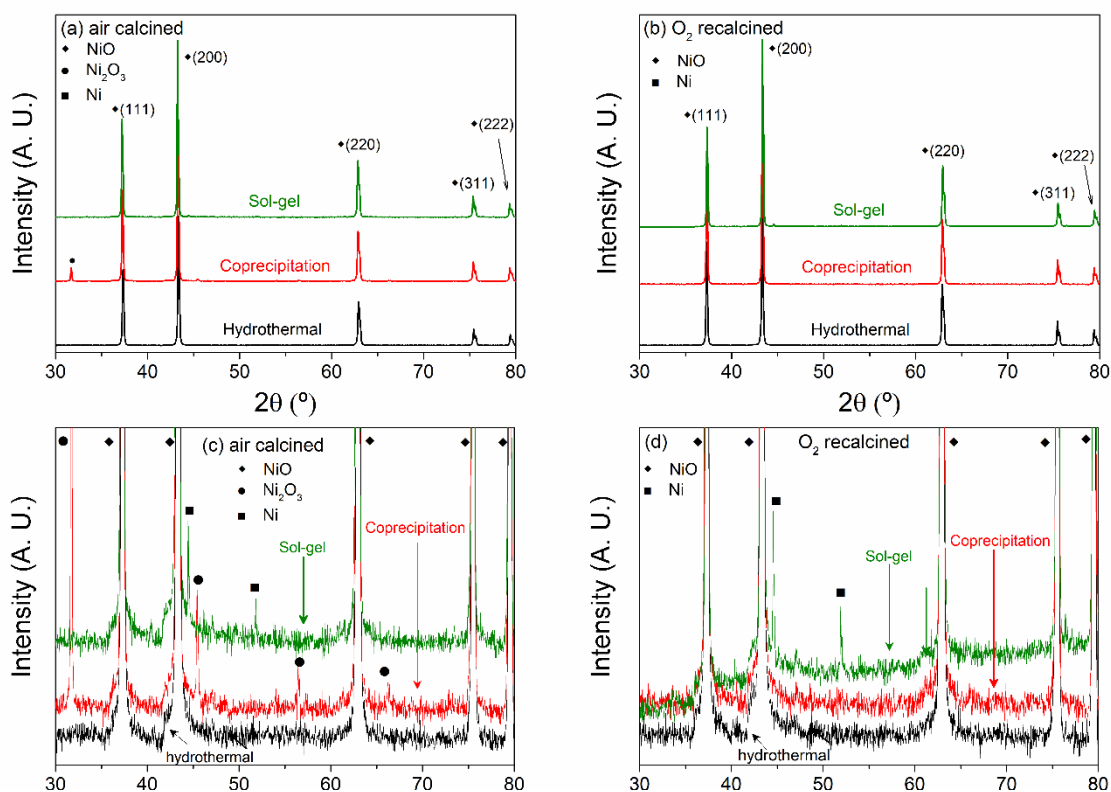 (a) air calcined
◆ NiO
● Ni₂O₃
■ Ni
◆(111)
◆(200)
◆(220)
◆(311)
◆(222)
Sol-gel
Coprecipitation
Hydrothermal
Intensity (A. U.)
30 40 50 60 70 80
2θ (º)
(b) O₂ recalcined
◆ NiO
■ Ni
◆(111)
◆(200)
◆(220)
◆(311)
◆(222)
Sol-gel
Coprecipitation
Hydrothermal
Intensity (A. U.)
30 40 50 60 70 80
2θ (º)
(c) air calcined
◆ NiO
● Ni₂O₃
■ Ni
Sol-gel
Coprecipitation
hydrothermal
Intensity (A. U.)
30 40 50 60 70 80
(d) O₂ recalcined
◆ NiO
■ Ni
Sol-gel
Coprecipitation
hydrothermal
Intensity (A. U.)
30 40 50 60 70 80